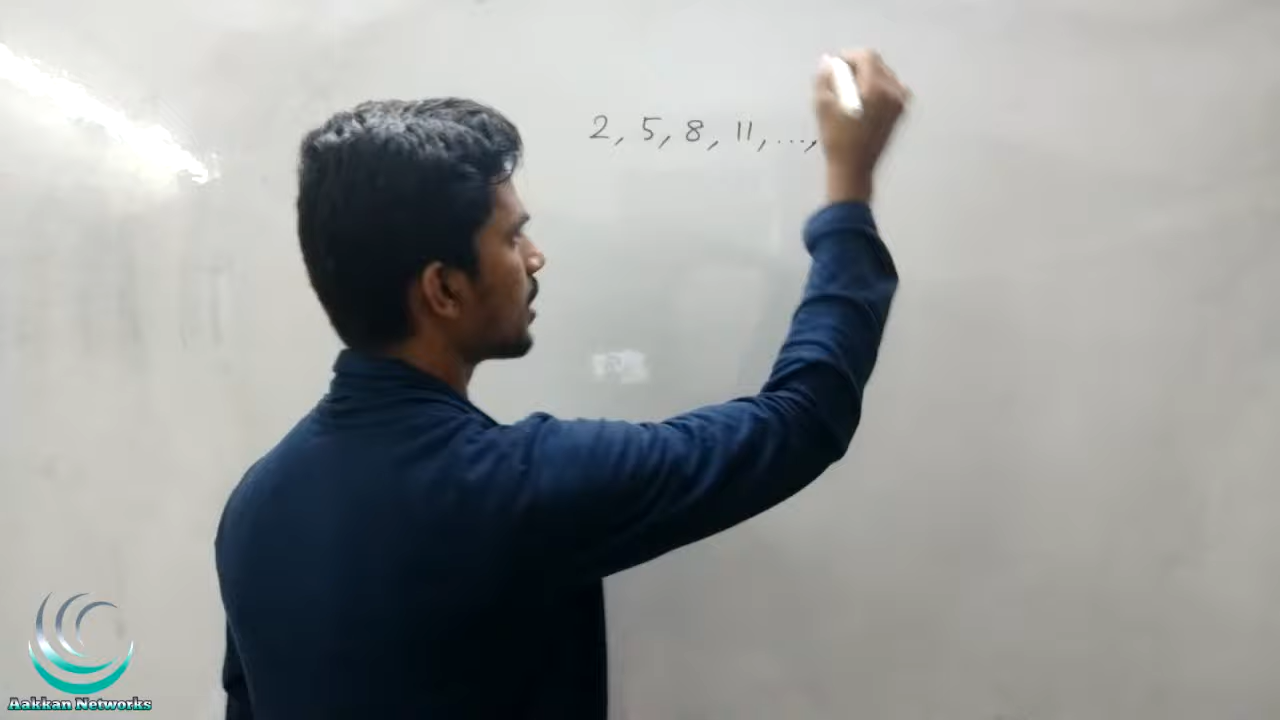 2, 5, 8, 11, ...,
Aakkan Networks